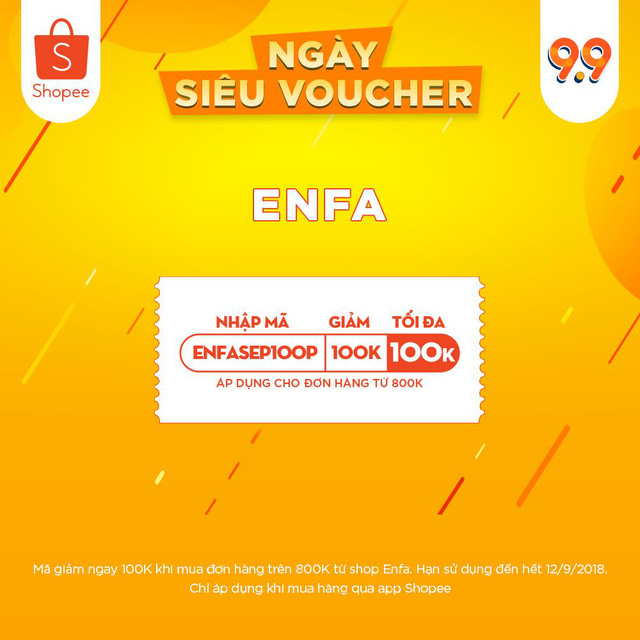 Shopee
NGÀY
SIÊU VOUCHER
9.9
ENFA
NHẬP MÃ GIẢM TỐI ĐA
ENFASEP100P 100K 100K
ÁP DỤNG CHO ĐƠN HÀNG TỪ 800K
Mã giảm ngay 100K khi mua đơn hàng trên 800K từ shop Enfa. Hạn sử dụng đến hết 12/9/2018.
Chỉ áp dụng khi mua hàng qua app Shopee